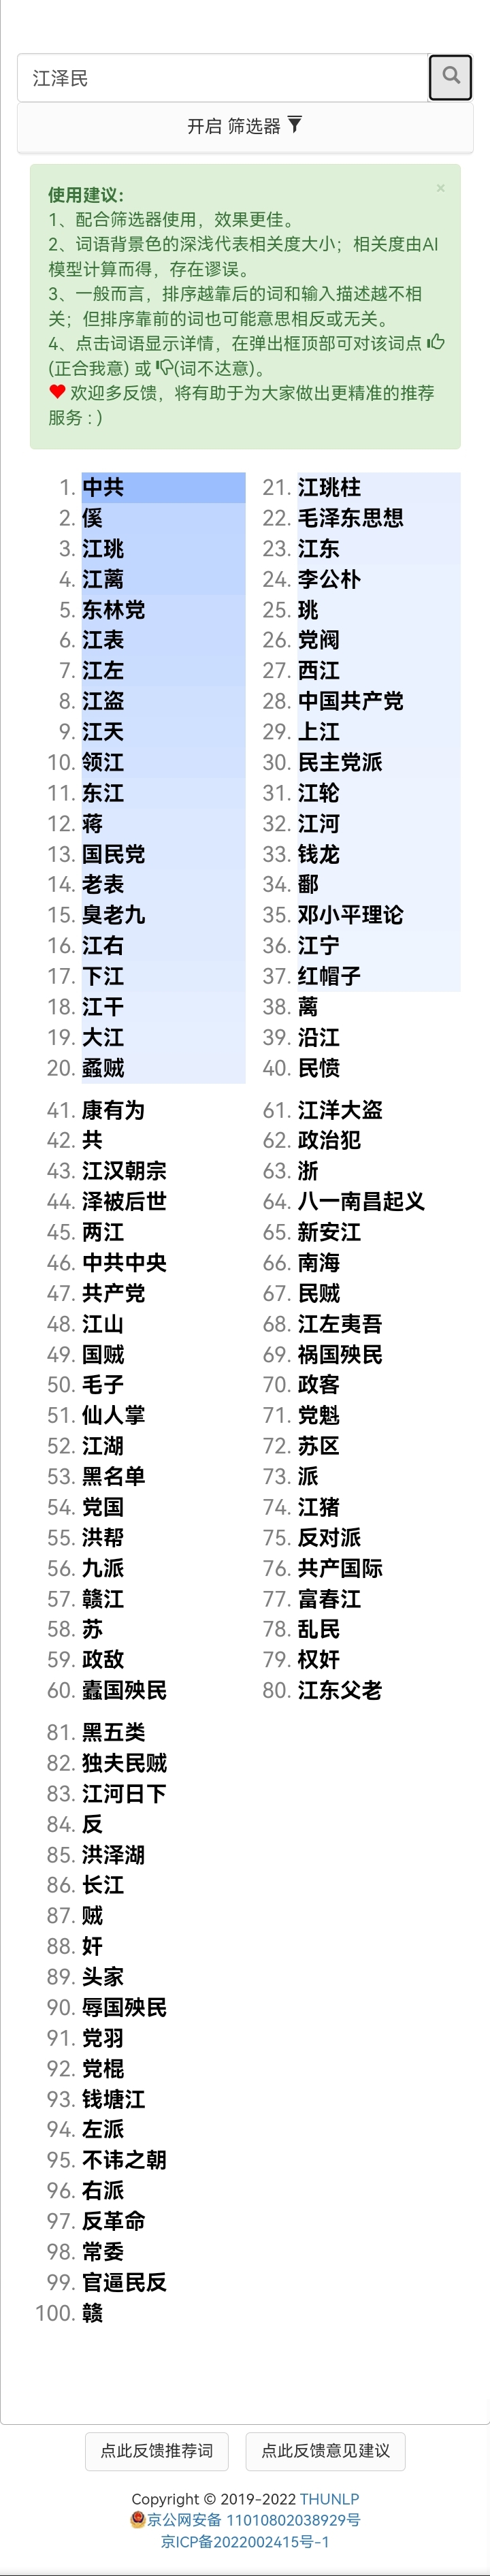 江泽民
开启 筛选器
使用建议：
×
1、配合筛选器使用，效果更佳。
2、词语背景色的深浅代表相关度大小；相关度由AI
模型计算而得，存在谬误。
3、一般而言，排序越靠后的词和输入描述越不相
关；但排序靠前的词也可能意思相反或无关。
4、点击词语显示详情，在弹出框顶部可对该词点
(正合我意) 或 (词不达意)。
欢迎多反馈，将有助于为大家做出更精准的推荐
服务 : )
1. 中共
2. 傒
3. 江珧
4. 江蓠
5. 东林党
6. 江表
7. 江左
8. 江盗
9. 江天
10. 领江
11. 东江
12. 蒋
13. 国民党
14. 老表
15. 臭老九
16. 江右
17. 下江
18. 江干
19. 大江
20. 蟊贼
21. 江珧柱
22. 毛泽东思想
23. 江东
24. 李公朴
25. 珧
26. 党阀
27. 西江
28. 中国共产党
29. 上江
30. 民主党派
31. 江轮
32. 江河
33. 钱龙
34. 鄱
35. 邓小平理论
36. 江宁
37. 红帽子
38. 蓠
39. 沿江
40. 民愤
41. 康有为
42. 共
43. 江汉朝宗
44. 泽被后世
45. 两江
46. 中共中央
47. 共产党
48. 江山
49. 国贼
50. 毛子
51. 仙人掌
52. 江湖
53. 黑名单
54. 党国
55. 洪帮
56. 九派
57. 赣江
58. 苏
59. 政敌
60. 蠹国殃民
61. 江洋大盗
62. 政治犯
63. 浙
64. 八一南昌起义
65. 新安江
66. 南海
67. 民贼
68. 江左夷吾
69. 祸国殃民
70. 政客
71. 党魁
72. 苏区
73. 派
74. 江猪
75. 反对派
76. 共产国际
77. 富春江
78. 乱民
79. 权奸
80. 江东父老
81. 黑五类
82. 独夫民贼
83. 江河日下
84. 反
85. 洪泽湖
86. 长江
87. 贼
88. 奸
89. 头家
90. 辱国殃民
91. 党羽
92. 党棍
93. 钱塘江
94. 左派
95. 不讳之朝
96. 右派
97. 反革命
98. 常委
99. 官逼民反
100. 赣
点此反馈推荐词
点此反馈意见建议
Copyright © 2019-2022 THUNLP
京公网安备 11010802038929号
京ICP备2022002415号-1